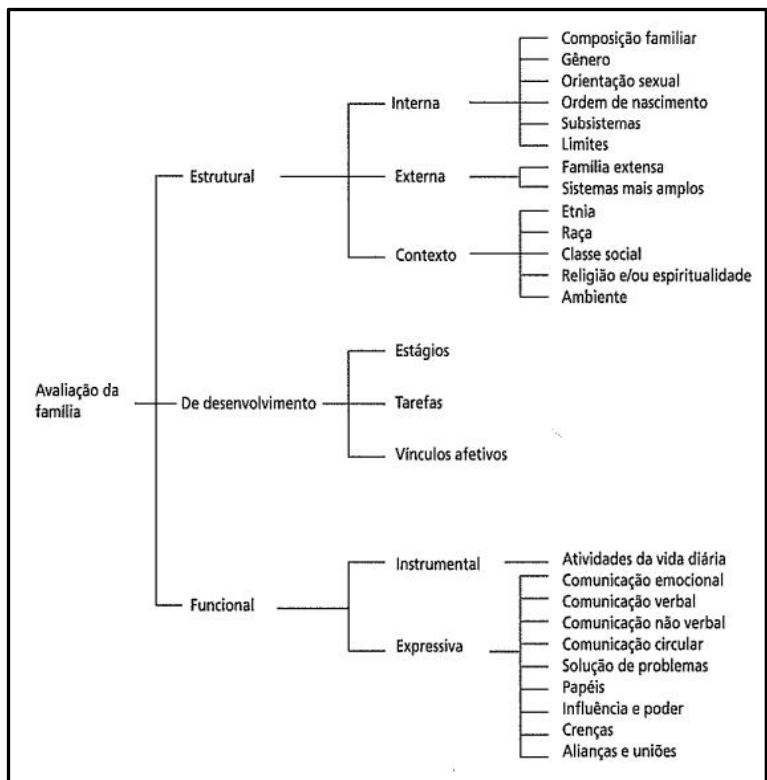 Avaliação da
família
Estrutural
Interna
Composição familiar
Gênero
Orientação sexual
Ordem de nascimento
Subsistemas
Limites
Externa
Família extensa
Sistemas mais amplos
Contexto
Etnia
Raça
Classe social
Religião e/ou espiritualidade
Ambiente
De desenvolvimento
Estágios
Tarefas
Vínculos afetivos
Funcional
Instrumental
Atividades da vida diária
Expressiva
Comunicação emocional
Comunicação verbal
Comunicação não verbal
Comunicação circular
Solução de problemas
Papéis
Influência e poder
Crenças
Alianças e uniões